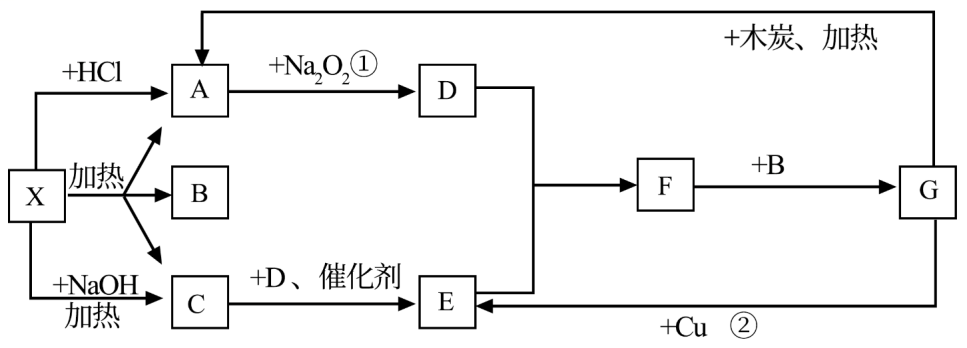 +木炭、加热
+HCl
A
+Na₂O₂①
D
加热
X
B
F
+B
G
+NaOH
加热
C
+D、催化剂
E
+Cu ②